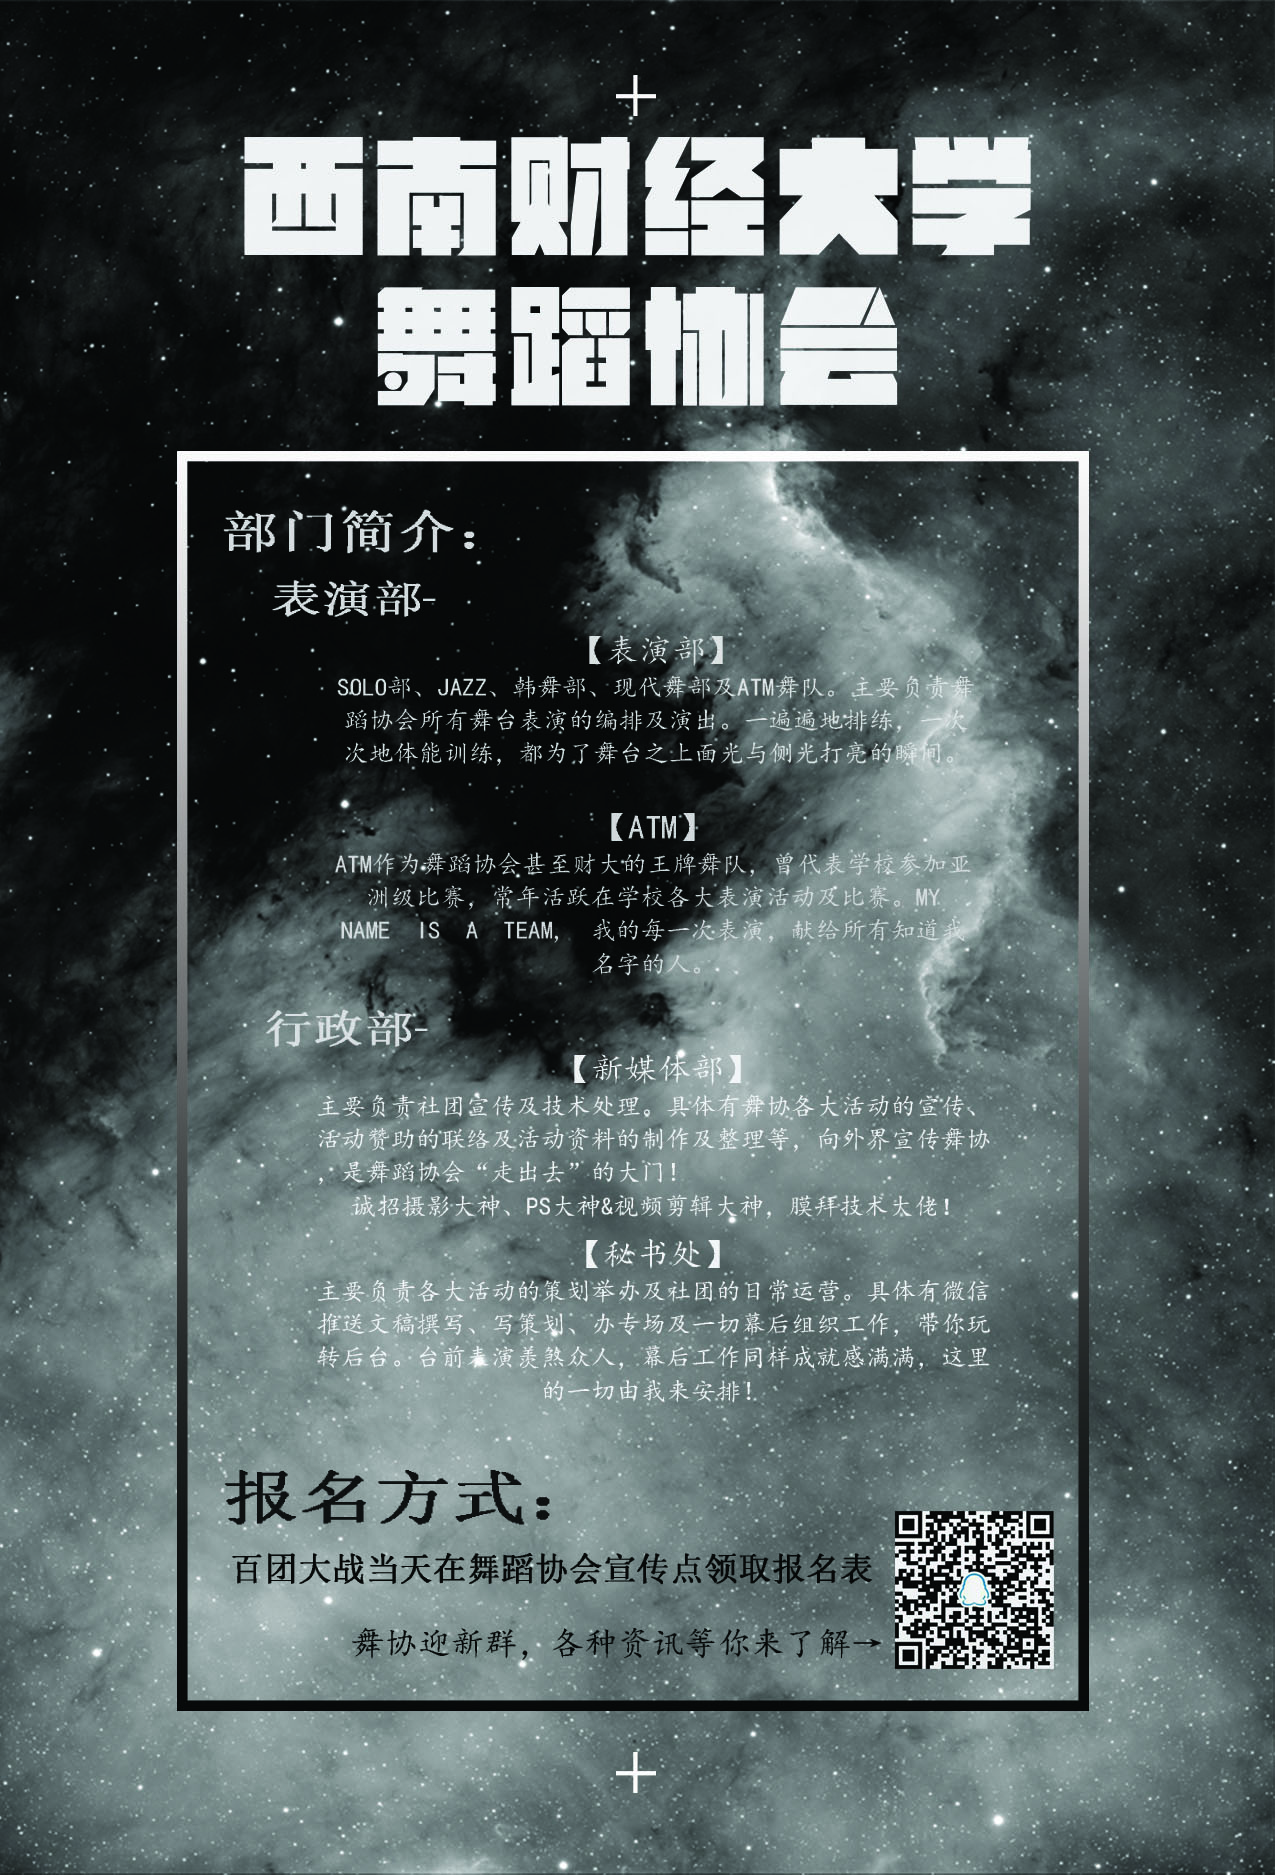 西南财经大学
舞蹈协会
部门简介：
表演部-
【表演部】
SOLO部、JAZZ、韩舞部、现代舞部及ATM舞队。主要负责舞
蹈协会所有舞台表演的编排及演出。一遍遍地排练，一次
次地体能训练，都为了舞台之上面光与侧光打亮的瞬间。
【ATM】
ATM作为舞蹈协会甚至财大的王牌舞队，曾代表学校参加亚
洲级比赛，常年活跃在学校各大表演活动及比赛。MY
NAME IS A TEAM, 我的每一次表演，献给所有知道我
名字的人。
行政部-
【新媒体部】
主要负责社团宣传及技术处理。具体有舞协各大活动的宣传、
活动赞助的联络及活动资料的制作及整理等，向外界宣传舞协
，是舞蹈协会“走出去”的大门！
诚招摄影大神、PS大神&视频剪辑大神，膜拜技术大佬！
【秘书处】
主要负责各大活动的策划举办及社团的日常运营。具体有微信
推送文稿撰写、写策划、办专场及一切幕后组织工作，带你玩
转后台。台前表演羡煞众人，幕后工作同样成就感满满，这里
的一切由我来安排！
报名方式：
百团大战当天在舞蹈协会宣传点领取报名表
舞协迎新群，各种资讯等你来了解→